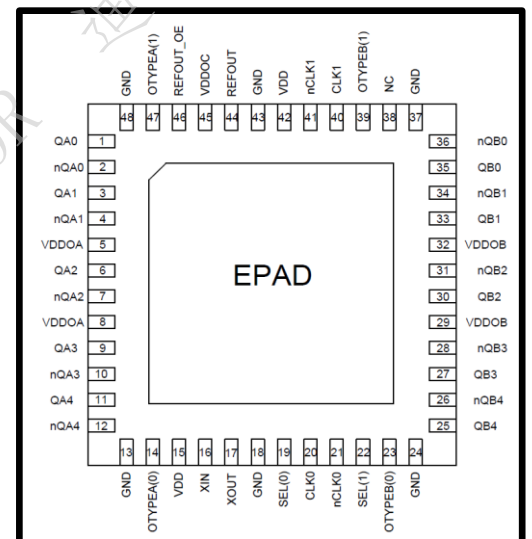 GND
OTYPEA(1)
REFOUT_OE
VDDOC
REFOUT
GND
VDD
nCLK1
CLK1
OTYPEB(1)
NC
GND
48 47 46 45 44 43 42 41 40 39 38 37
QA0 1 36 nQB0
nQA0 2 35 QB0
QA1 3 34 nQB1
nQA1 4 33 QB1
VDDOA 5 32 VDDOB
QA2 6 31 nQB2
nQA2 7 30 QB2
VDDOA 8 29 VDDOB
QA3 9 28 nQB3
nQA3 10 27 QB3
QA4 11 26 nQB4
nQA4 12 25 QB4
EPAD
13 14 15 16 17 18 19 20 21 22 23 24
GND
OTYPEA(0)
VDD
XIN
XOUT
GND
SEL(0)
CLK0
nCLK0
SEL(1)
OTYPEB(0)
GND